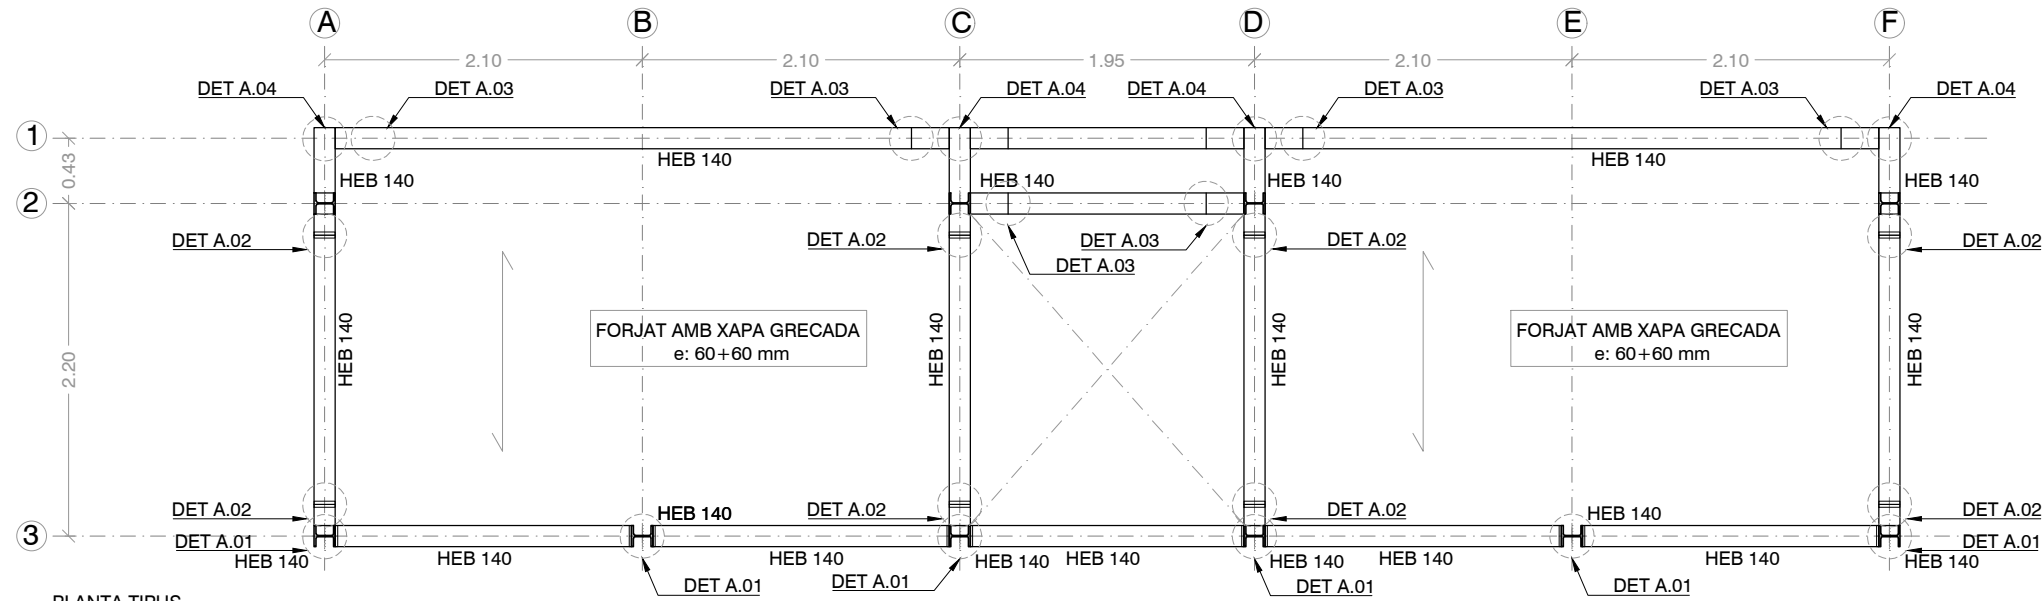 A B C D E F
2.10 2.10 1.95 2.10 2.10
DET A.04 DET A.03 DET A.03 DET A.04 DET A.04 DET A.03 DET A.03 DET A.04
1
HEB 140 HEB 140
0.43
HEB 140 HEB 140 HEB 140 HEB 140
2
DET A.02 DET A.02 DET A.03 DET A.02 DET A.02
DET A.03
FORJAT AMB XAPA GRECADA
e: 60+60 mm
FORJAT AMB XAPA GRECADA
e: 60+60 mm
HEB 140 HEB 140 HEB 140 HEB 140
2.20
DET A.02 HEB 140 DET A.02 DET A.02 HEB 140 DET A.02
3
DET A.01 DET A.01
HEB 140 HEB 140 HEB 140 HEB 140 HEB 140 HEB 140 HEB 140 HEB 140 HEB 140
DET A.01 DET A.01 DET A.01 DET A.01
PLANTA TIPUS